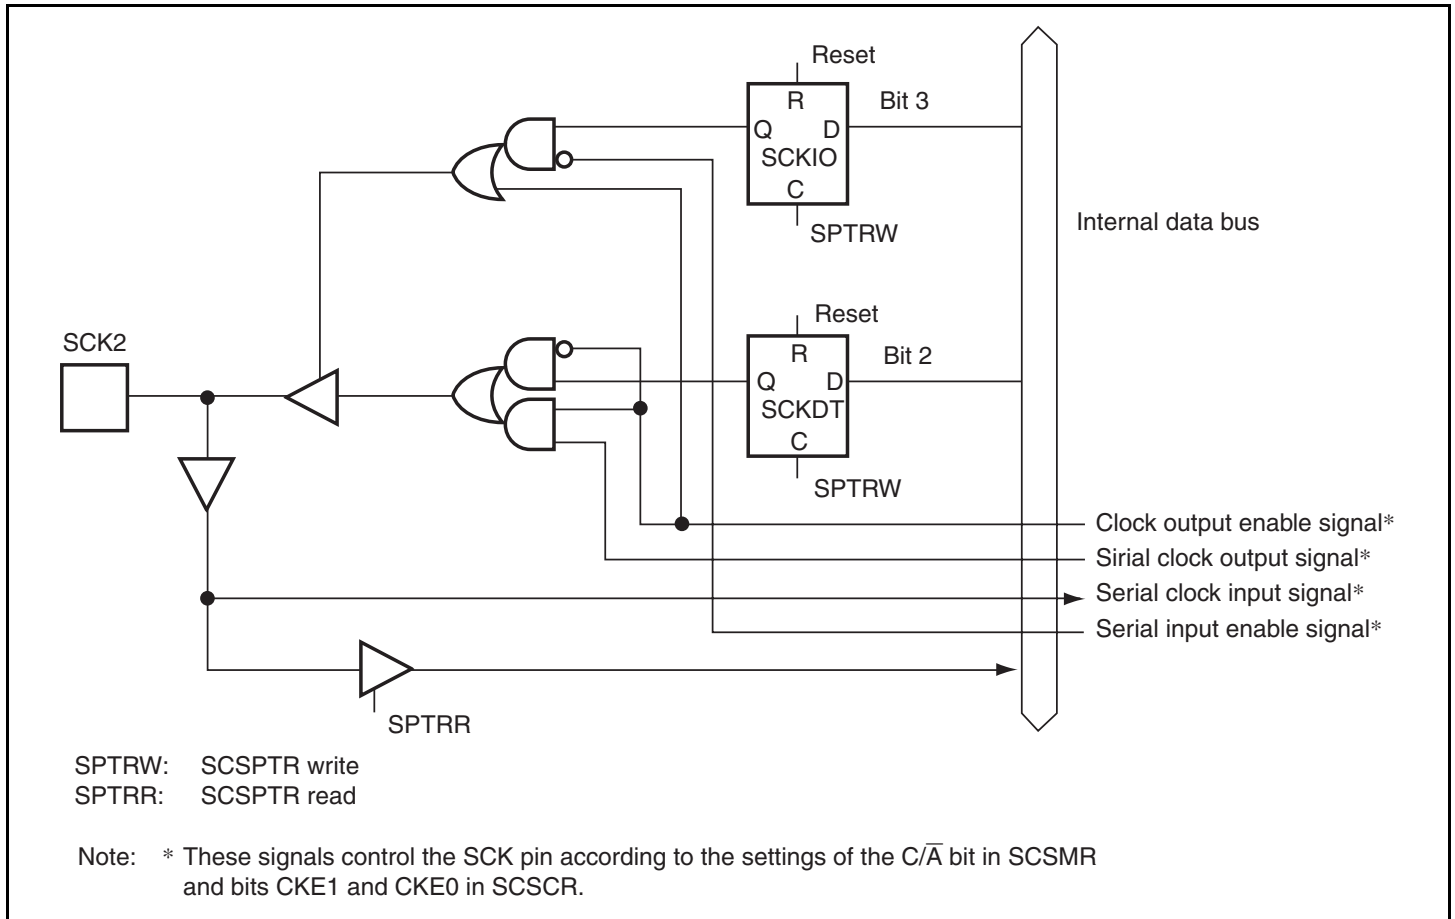 Reset
R
Bit 3
Q D
SCKIO
C
SPTRW
Internal data bus
Reset
SCK2
R
Bit 2
Q D
SCKDT
C
SPTRW
Clock output enable signal*
Sirial clock output signal*
Serial clock input signal*
Serial input enable signal*
SPTRR
SPTRW: SCSPTR write
SPTRR: SCSPTR read
Note: * These signals control the SCK pin according to the settings of the C/A̅ bit in SCSMR
and bits CKE1 and CKE0 in SCSCR.